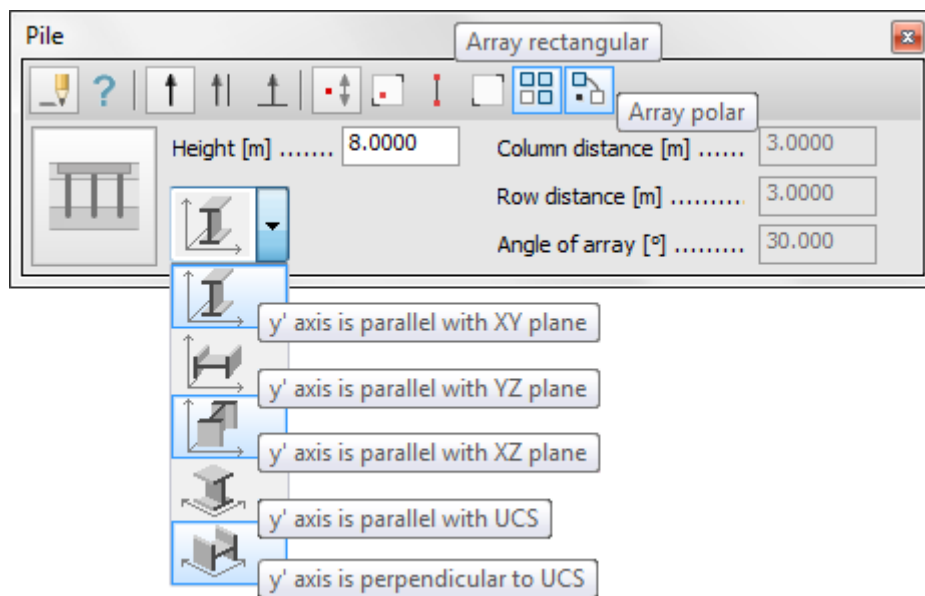 Pile
Array rectangular
?
Array polar
Height [m] ....... 8.0000
Column distance [m] ...... 3.0000
Row distance [m] .......... 3.0000
Angle of array [°] ......... 30.000
y' axis is parallel with XY plane
y' axis is parallel with YZ plane
y' axis is parallel with XZ plane
y' axis is parallel with UCS
y' axis is perpendicular to UCS